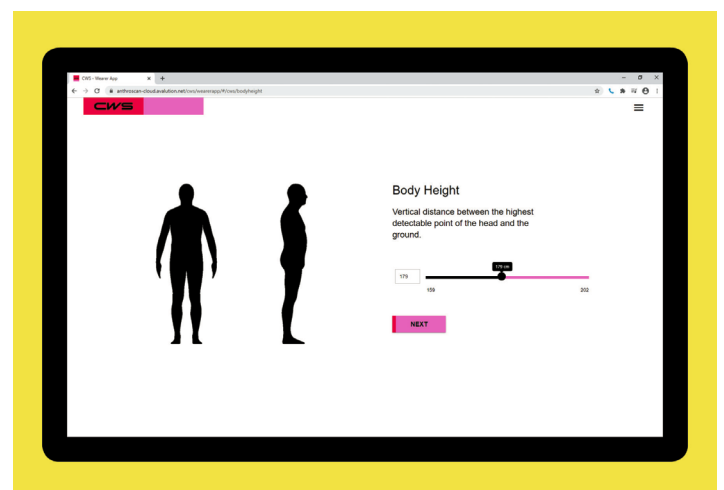 CWS - Wearer App
anthroscan-cloud.avalution.net/cws/wearerapp/#/cws/bodyheight
CWS
Body Height
Vertical distance between the highest
detectable point of the head and the
ground.
175 cm
175
159 202
NEXT